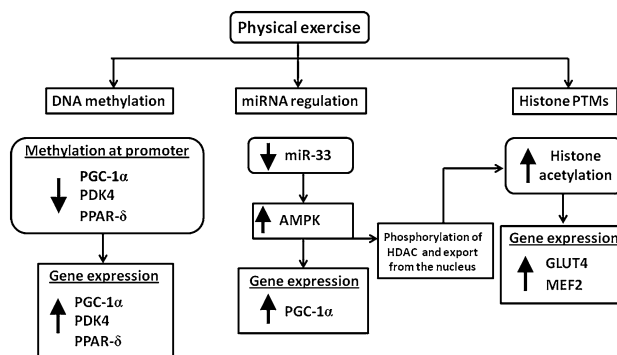 Physical exercise
DNA methylation
miRNA regulation
Histone PTMs
Methylation at promoter
PGC-1α
PDK4
PPAR-δ
Gene expression
PGC-1α
PDK4
PPAR-δ
miR-33
AMPK
Gene expression
PGC-1α
Phosphorylation of
HDAC and export
from the nucleus
Histone
acetylation
Gene expression
GLUT4
MEF2